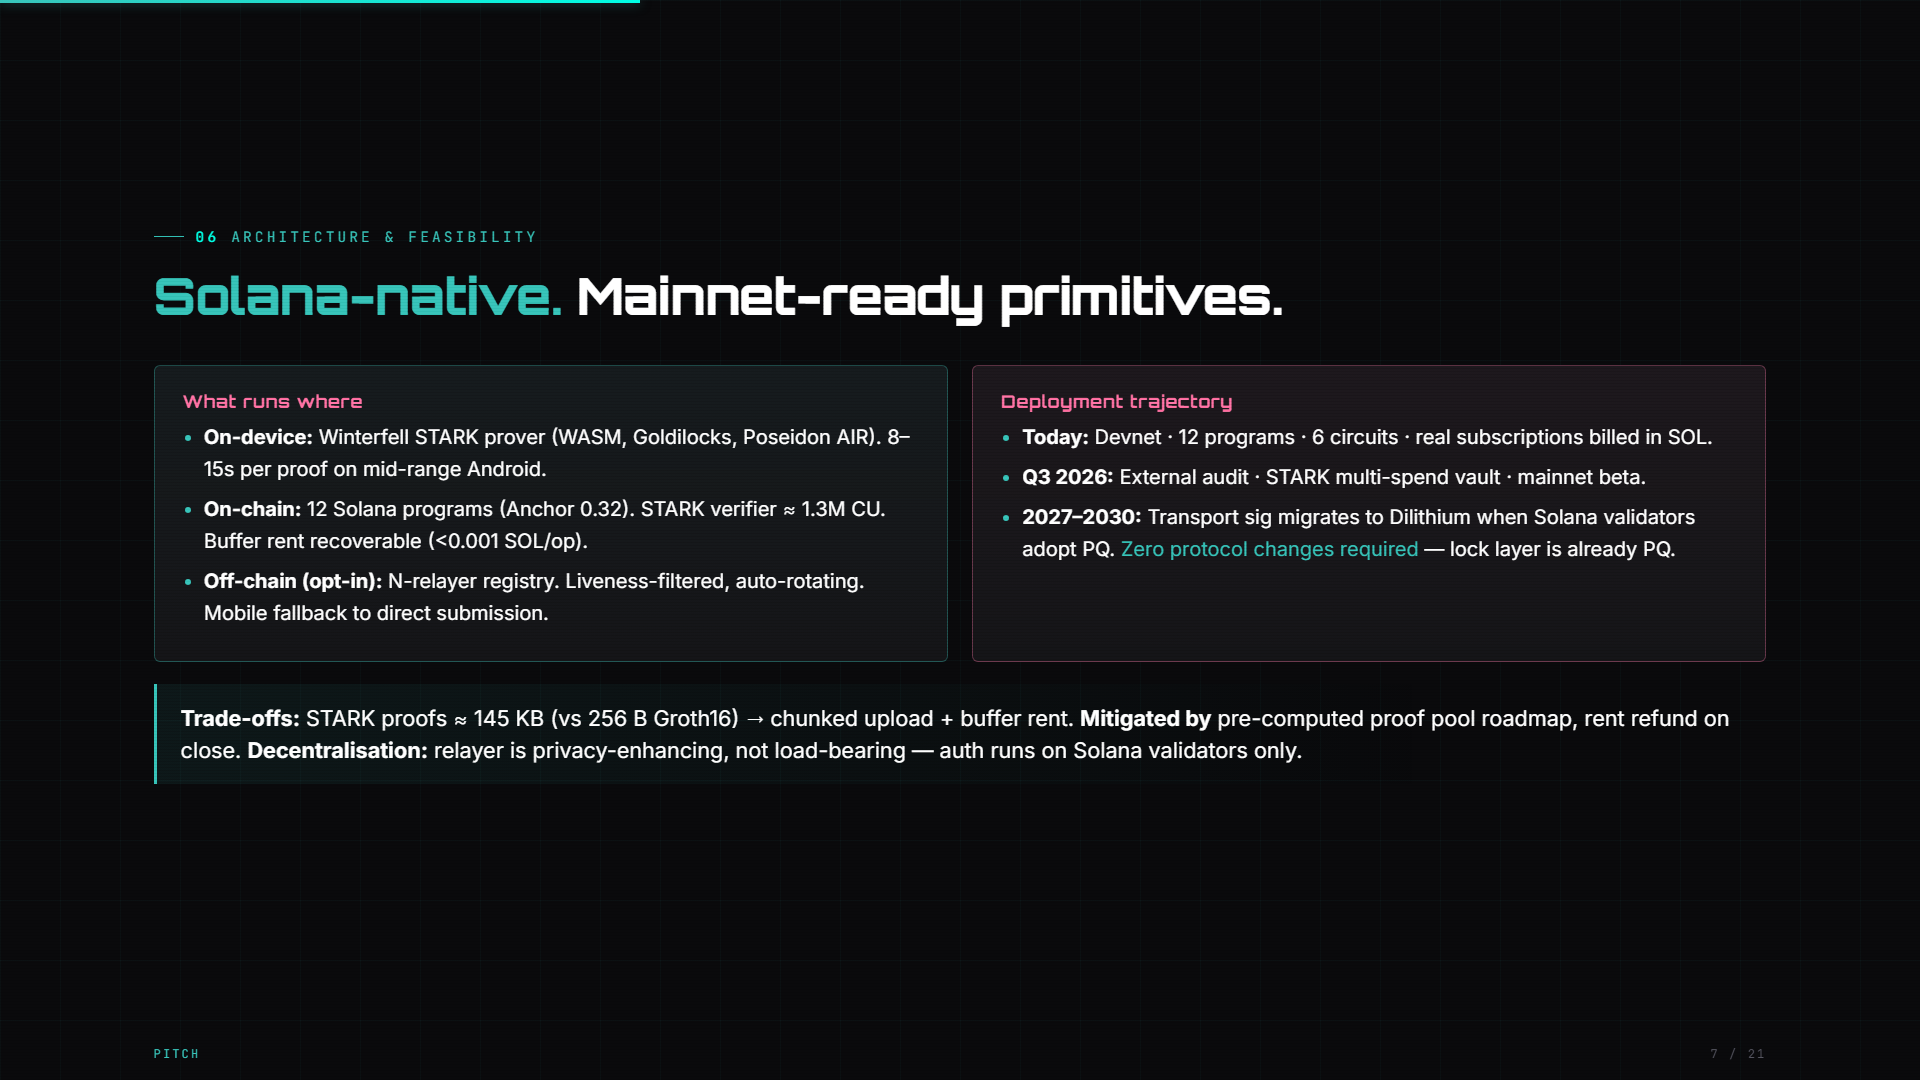 06 ARCHITECTURE & FEASIBILITY
Solana-native. Mainnet-ready primitives.
What runs where
• On-device: Winterfell STARK prover (WASM, Goldilocks, Poseidon AIR). 8–
15s per proof on mid-range Android.
• On-chain: 12 Solana programs (Anchor 0.32). STARK verifier ≈ 1.3M CU.
Buffer rent recoverable (<0.001 SOL/op).
• Off-chain (opt-in): N-relayer registry. Liveness-filtered, auto-rotating.
Mobile fallback to direct submission.
Deployment trajectory
• Today: Devnet · 12 programs · 6 circuits · real subscriptions billed in SOL.
• Q3 2026: External audit · STARK multi-spend vault · mainnet beta.
• 2027–2030: Transport sig migrates to Dilithium when Solana validators
adopt PQ. Zero protocol changes required — lock layer is already PQ.
Trade-offs: STARK proofs ≈ 145 KB (vs 256 B Groth16) → chunked upload + buffer rent. Mitigated by pre-computed proof pool roadmap, rent refund on
close. Decentralisation: relayer is privacy-enhancing, not load-bearing — auth runs on Solana validators only.
PITCH
7 / 21